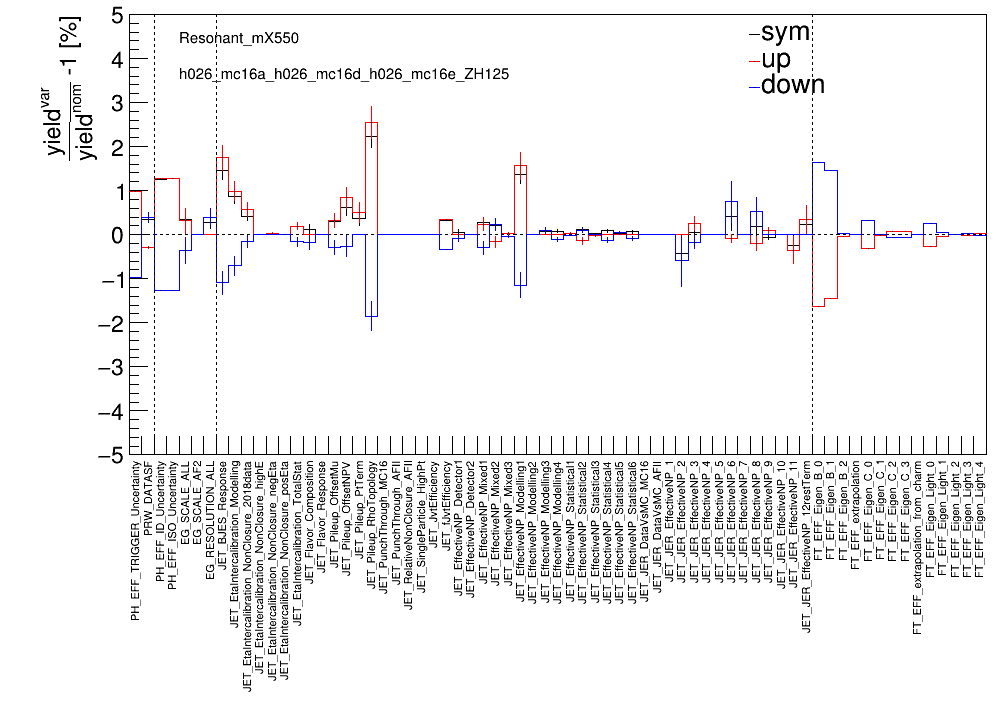 yield^var / yield^nom -1 [%]
5
4
3
2
1
0
−1
−2
−3
−4
−5
Resonant_mX550
h026_mc16a_h026_mc16d_h026_mc16e_ZH125
sym
up
down
PH_EFF_TRIGGER_Uncertainty
PRW_DATASF
PH_EFF_ID_Uncertainty
PH_EFF_ISO_Uncertainty
EG_SCALE_ALL
EG_SCALE_AF2
EG_RESOLUTION_ALL
JET_BJES_Response
JET_EtaIntercalibration_Modelling
JET_EtaIntercalibration_NonClosure_2018data
JET_EtaIntercalibration_NonClosure_highE
JET_EtaIntercalibration_NonClosure_negEta
JET_EtaIntercalibration_NonClosure_posEta
JET_EtaIntercalibration_TotalStat
JET_Flavor_Composition
JET_Flavor_Response
JET_Pileup_OffsetMu
JET_Pileup_OffsetNPV
JET_Pileup_PtTerm
JET_Pileup_RhoTopology
JET_PunchThrough_MC16
JET_PunchThrough_AFII
JET_RelativeNonClosure_AFII
JET_SingleParticle_HighPt
JET_JvtEfficiency
JET_fJvtEfficiency
JET_EffectiveNP_Detector1
JET_EffectiveNP_Detector2
JET_EffectiveNP_Mixed1
JET_EffectiveNP_Mixed2
JET_EffectiveNP_Mixed3
JET_EffectiveNP_Modelling1
JET_EffectiveNP_Modelling2
JET_EffectiveNP_Modelling3
JET_EffectiveNP_Modelling4
JET_EffectiveNP_Statistical1
JET_EffectiveNP_Statistical2
JET_EffectiveNP_Statistical3
JET_EffectiveNP_Statistical4
JET_EffectiveNP_Statistical5
JET_EffectiveNP_Statistical6
JET_JER_DataVsMC_MC16
JET_JER_DataVsMC_AFII
JET_JER_EffectiveNP_1
JET_JER_EffectiveNP_2
JET_JER_EffectiveNP_3
JET_JER_EffectiveNP_4
JET_JER_EffectiveNP_5
JET_JER_EffectiveNP_6
JET_JER_EffectiveNP_7
JET_JER_EffectiveNP_8
JET_JER_EffectiveNP_9
JET_JER_EffectiveNP_10
JET_JER_EffectiveNP_11
JET_JER_EffectiveNP_12restTerm
FT_EFF_Eigen_B_0
FT_EFF_Eigen_B_1
FT_EFF_Eigen_B_2
FT_EFF_extrapolation
FT_EFF_Eigen_C_0
FT_EFF_Eigen_C_1
FT_EFF_Eigen_C_2
FT_EFF_Eigen_C_3
FT_EFF_extrapolation_from_charm
FT_EFF_Eigen_Light_0
FT_EFF_Eigen_Light_1
FT_EFF_Eigen_Light_2
FT_EFF_Eigen_Light_3
FT_EFF_Eigen_Light_4